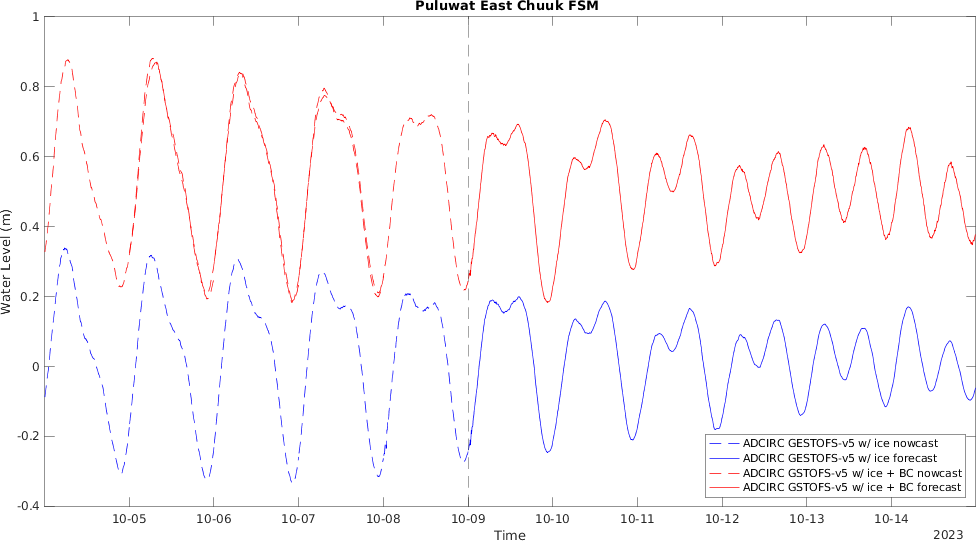 Puluwat East Chuuk FSM
Water Level (m)
1
0.8
0.6
0.4
0.2
0
-0.2
-0.4
ADCIRC GESTOFS-v5 w/ ice nowcast
ADCIRC GESTOFS-v5 w/ ice forecast
ADCIRC GSTOFS-v5 w/ ice + BC nowcast
ADCIRC GSTOFS-v5 w/ ice + BC forecast
10-05 10-06 10-07 10-08 10-09 10-10 10-11 10-12 10-13 10-14
Time
2023